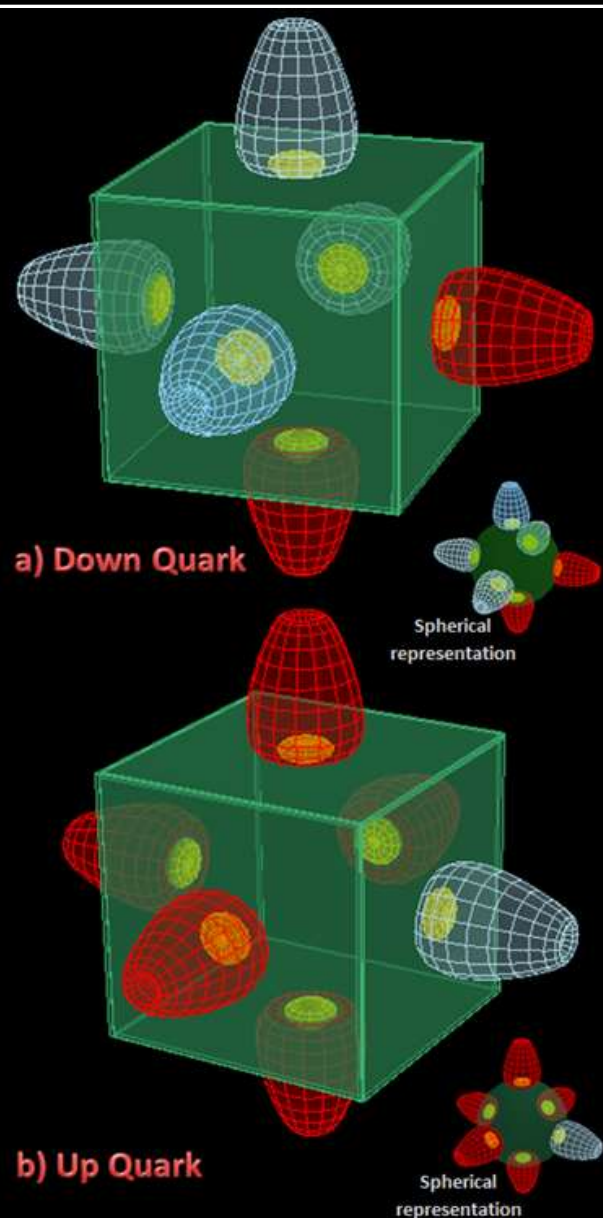 a) Down Quark
Spherical
representation
b) Up Quark
Spherical
representation